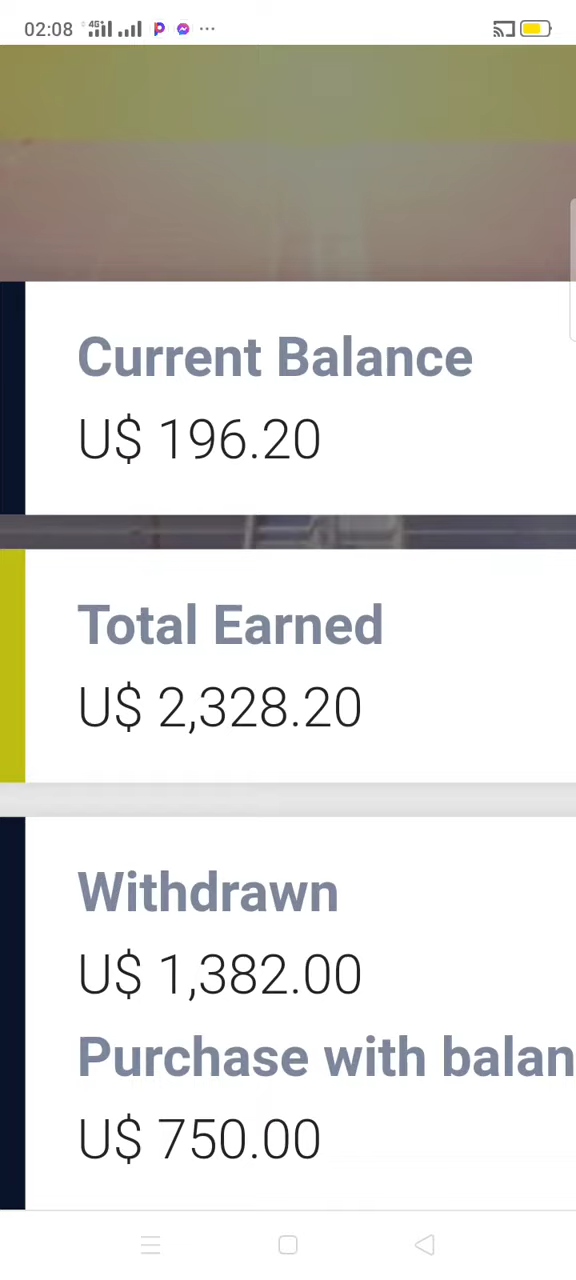 02:08 4G+
Current Balance
U$ 196.20
Total Earned
U$ 2,328.20
Withdrawn
U$ 1,382.00
Purchase with balan
U$ 750.00